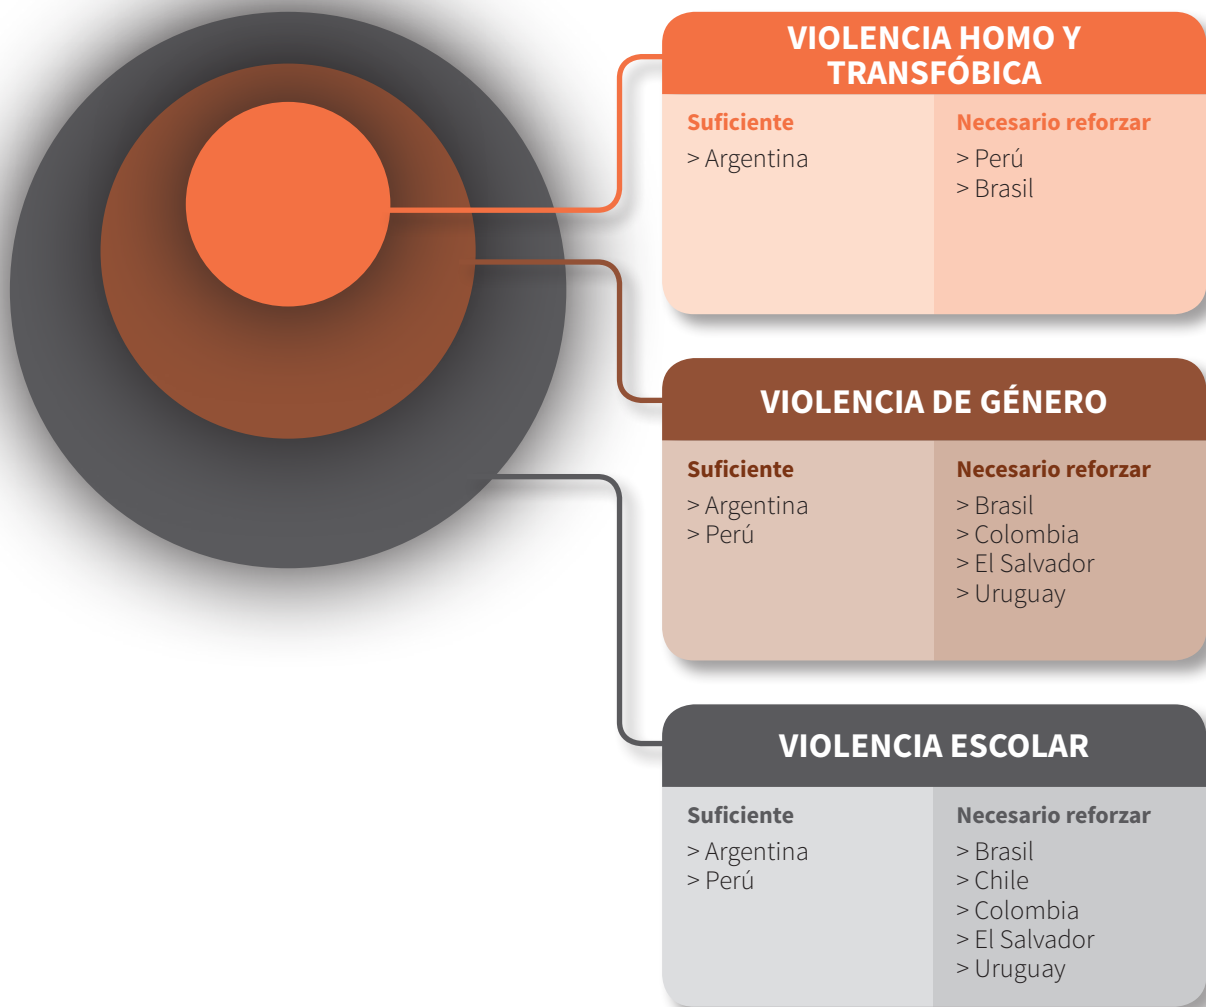 VIOLENCIA HOMO Y
TRANSFÓBICA
Suficiente
> Argentina
Necesario reforzar
> Perú
> Brasil
VIOLENCIA DE GÉNERO
Suficiente
> Argentina
> Perú
Necesario reforzar
> Brasil
> Colombia
> El Salvador
> Uruguay
VIOLENCIA ESCOLAR
Suficiente
> Argentina
> Perú
Necesario reforzar
> Brasil
> Chile
> Colombia
> El Salvador
> Uruguay